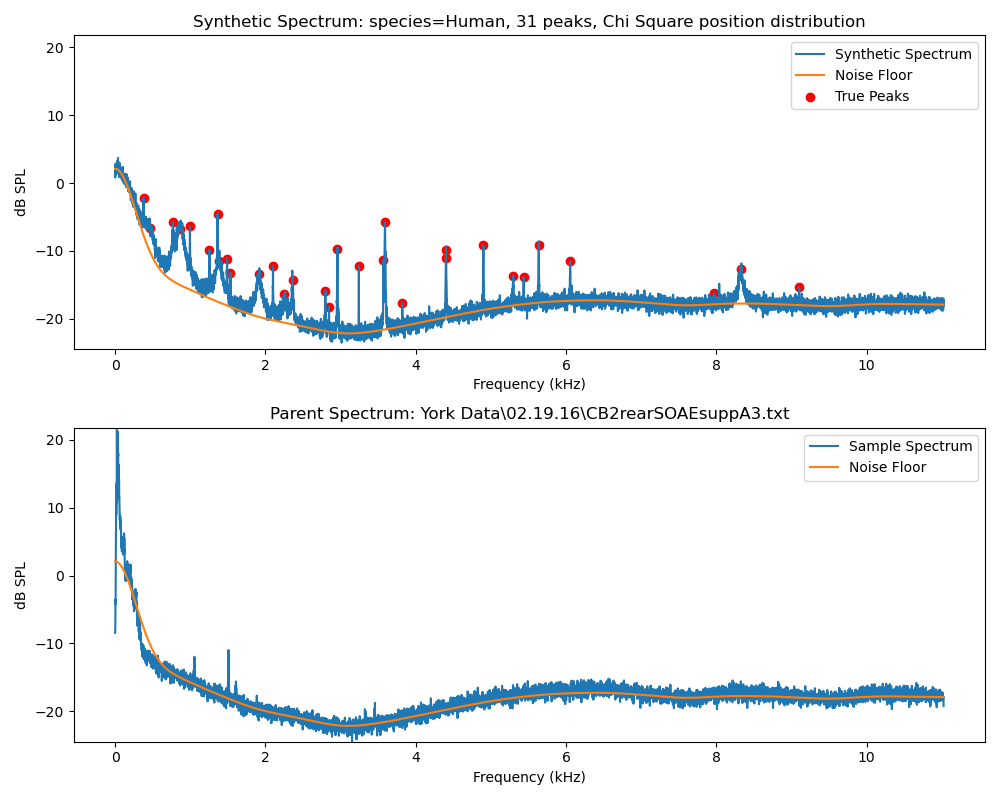 Synthetic Spectrum: species=Human, 31 peaks, Chi Square position distribution
20
10
0
−10
−20
dB SPL
Synthetic Spectrum
Noise Floor
True Peaks
0 2 4 6 8 10
Frequency (kHz)
Parent Spectrum: York Data\02.19.16\CB2rearSOAEsuppA3.txt
20
10
0
−10
−20
dB SPL
Sample Spectrum
Noise Floor
0 2 4 6 8 10
Frequency (kHz)